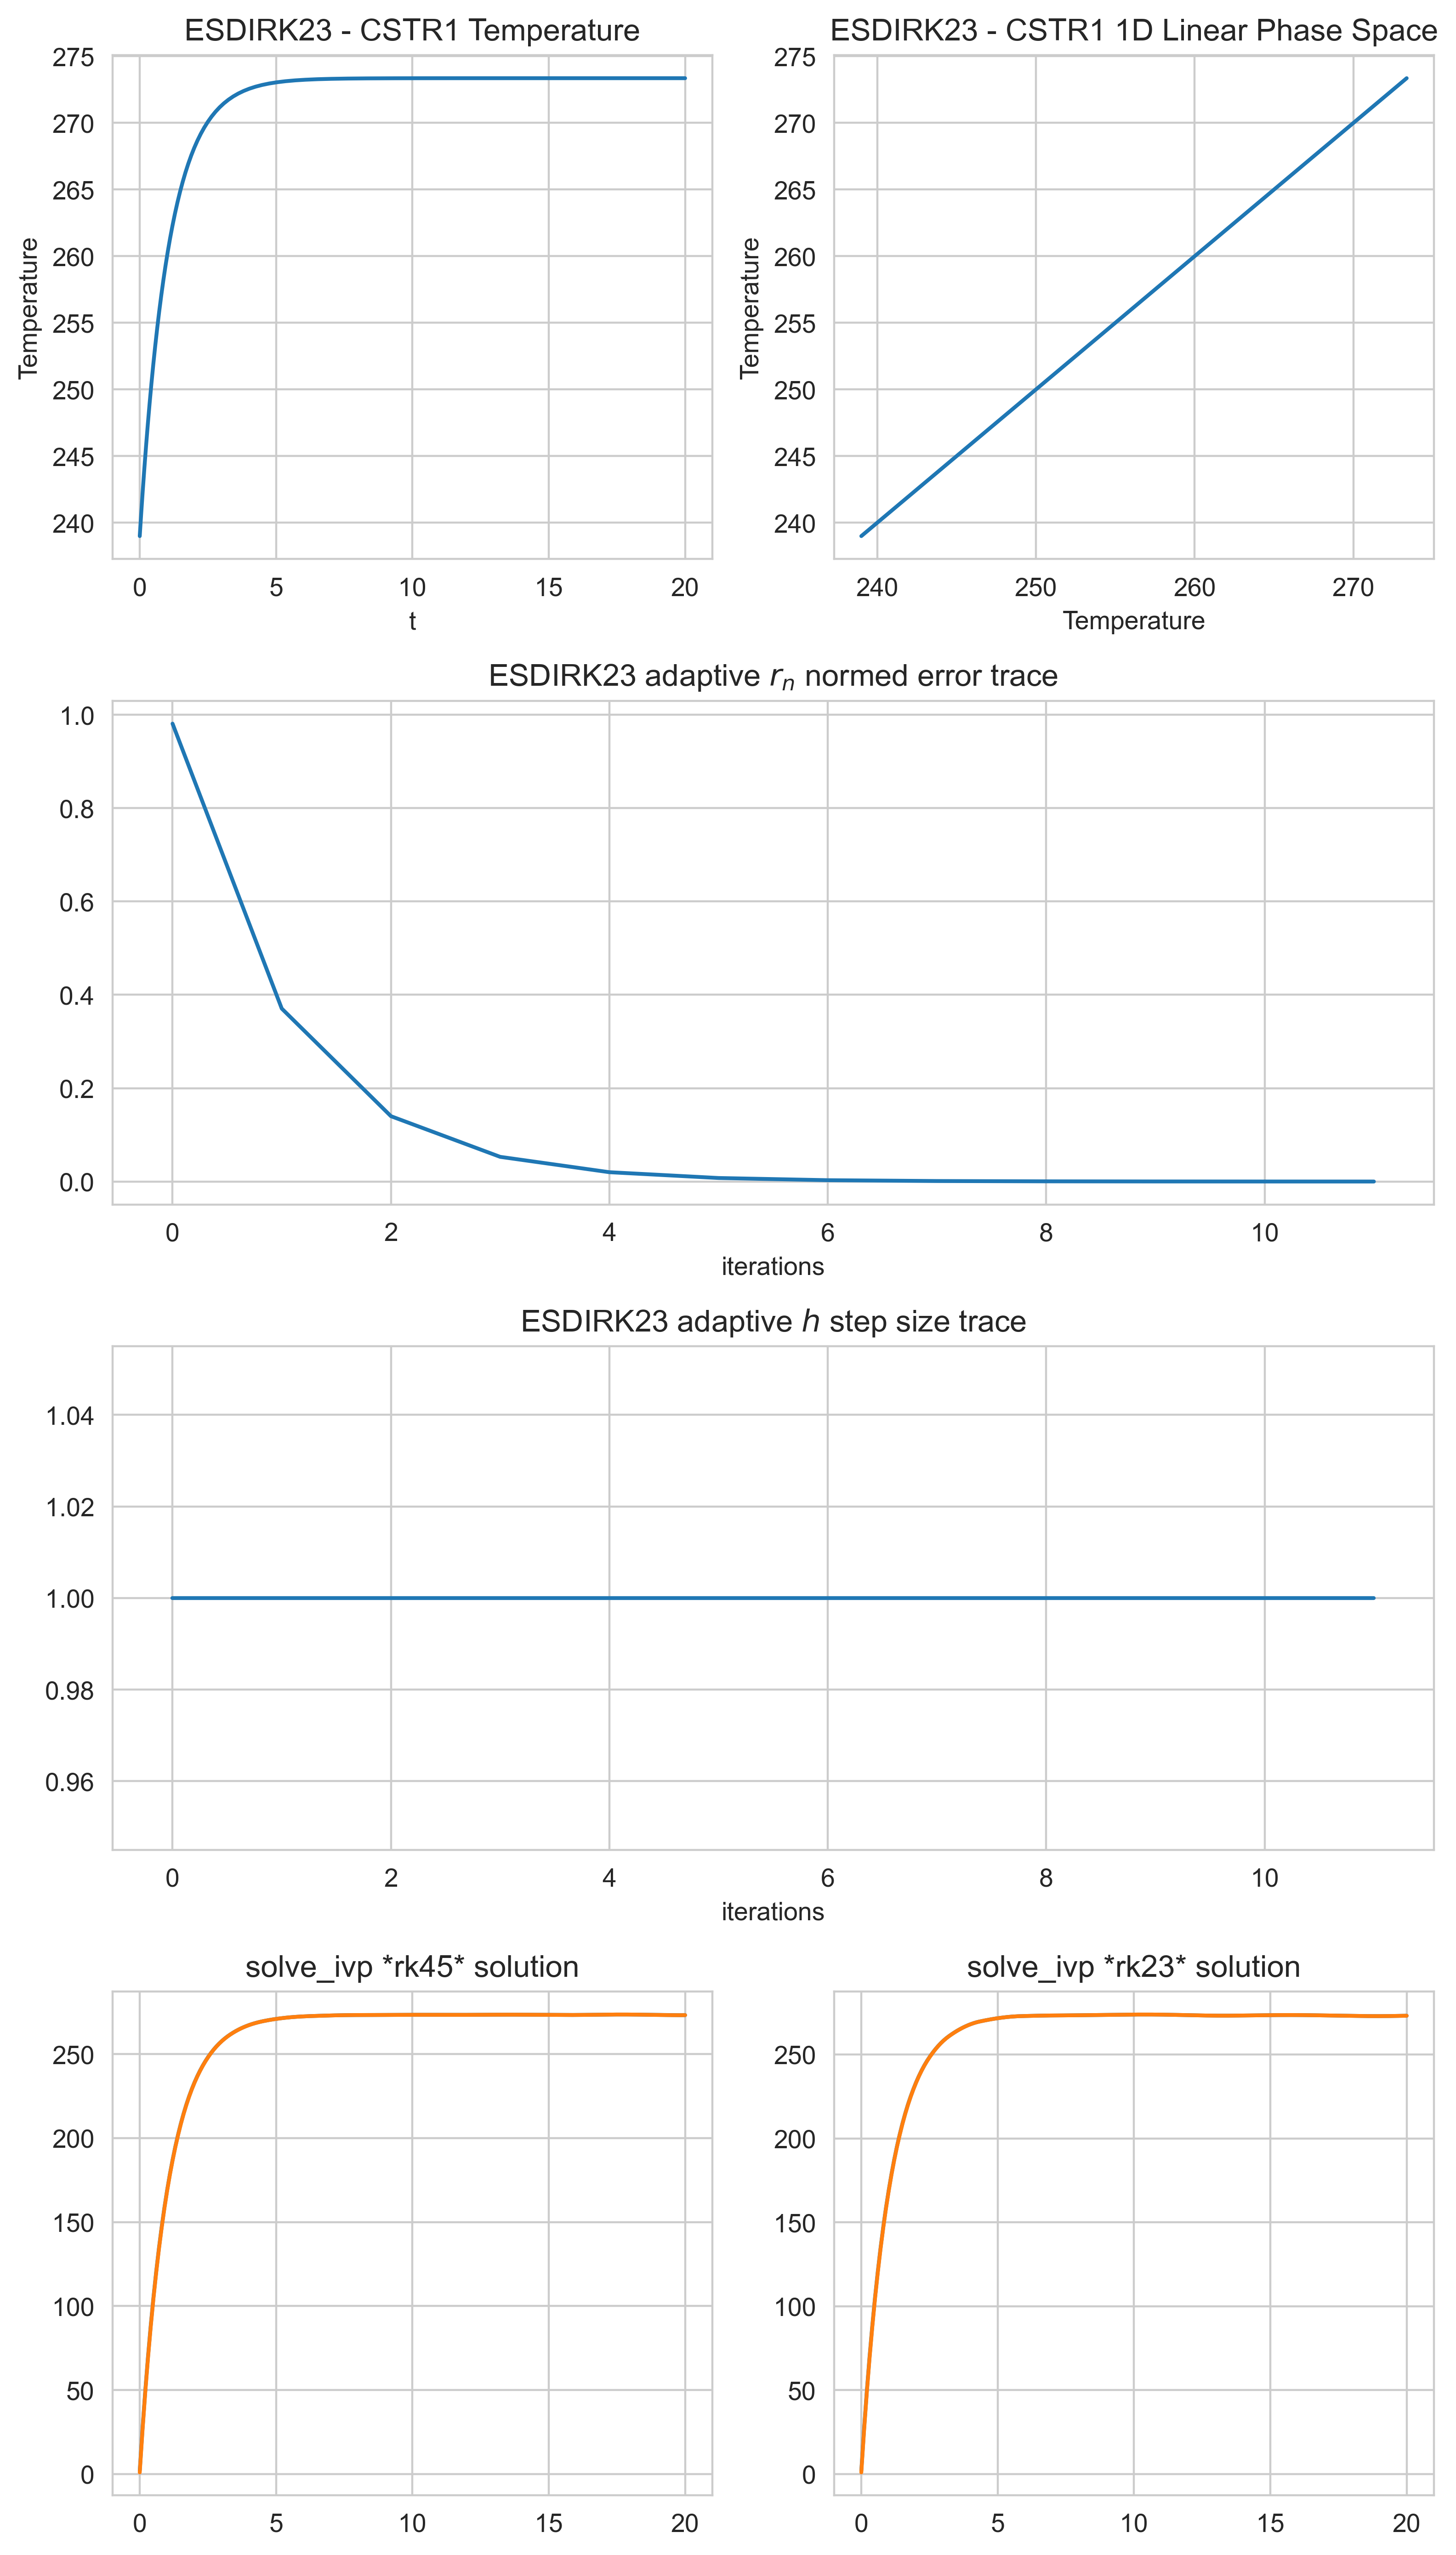 ESDIRK23 - CSTR1 Temperature
275
270
265
260
255
250
245
240
Temperature
0 5 10 15 20
t
ESDIRK23 - CSTR1 1D Linear Phase Space
275
270
265
260
255
250
245
240
Temperature
240 250 260 270
Temperature
ESDIRK23 adaptive rₙ normed error trace
1.0
0.8
0.6
0.4
0.2
0.0
0 2 4 6 8 10
iterations
ESDIRK23 adaptive h step size trace
1.04
1.02
1.00
0.98
0.96
0 2 4 6 8 10
iterations
solve_ivp *rk45* solution
250
200
150
100
50
0
0 5 10 15 20
solve_ivp *rk23* solution
250
200
150
100
50
0
0 5 10 15 20